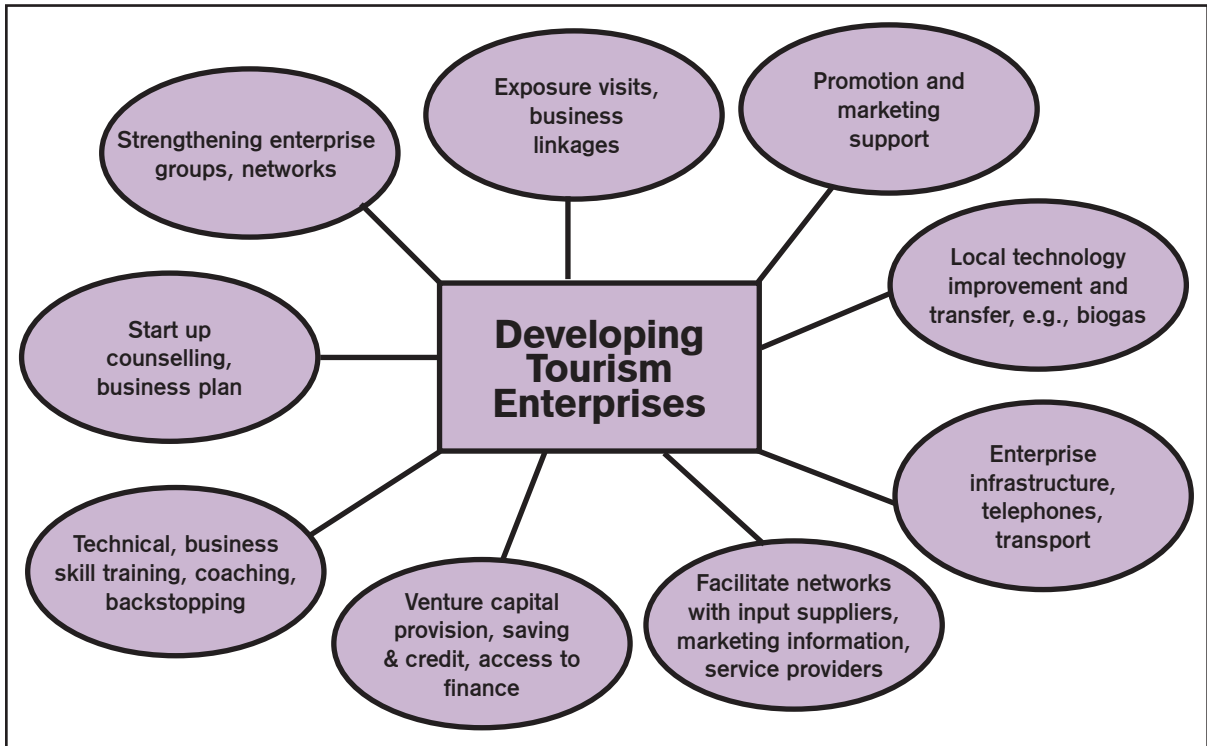 Exposure visits,
business
linkages
Promotion and
marketing
support
Strengthening enterprise
groups, networks
Local technology
improvement and
transfer, e.g., biogas
Developing
Tourism
Enterprises
Start up
counselling,
business plan
Enterprise
infrastructure,
telephones,
transport
Technical, business
skill training, coaching,
backstopping
Venture capital
provision, saving
& credit, access to
finance
Facilitate networks
with input suppliers,
marketing information,
service providers